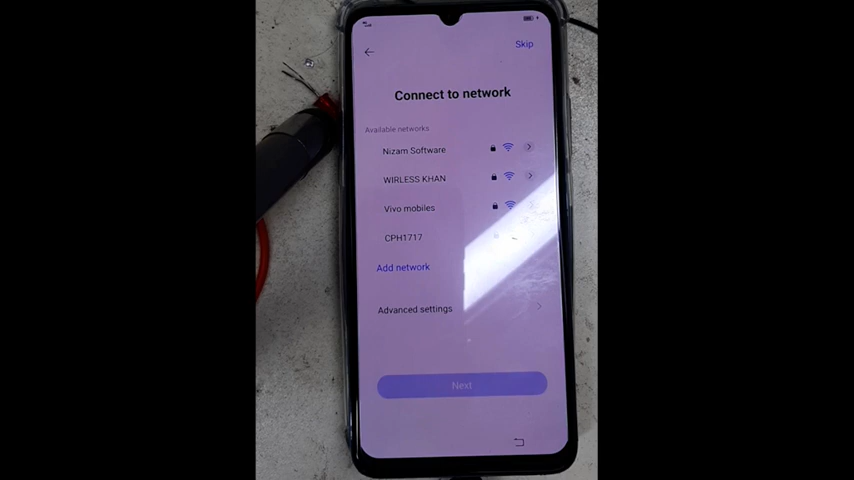 Skip
Connect to network
Available networks
Nizam Software
WIRLESS KHAN
Vivo mobiles
CPH1717
Add network
Advanced settings
Next